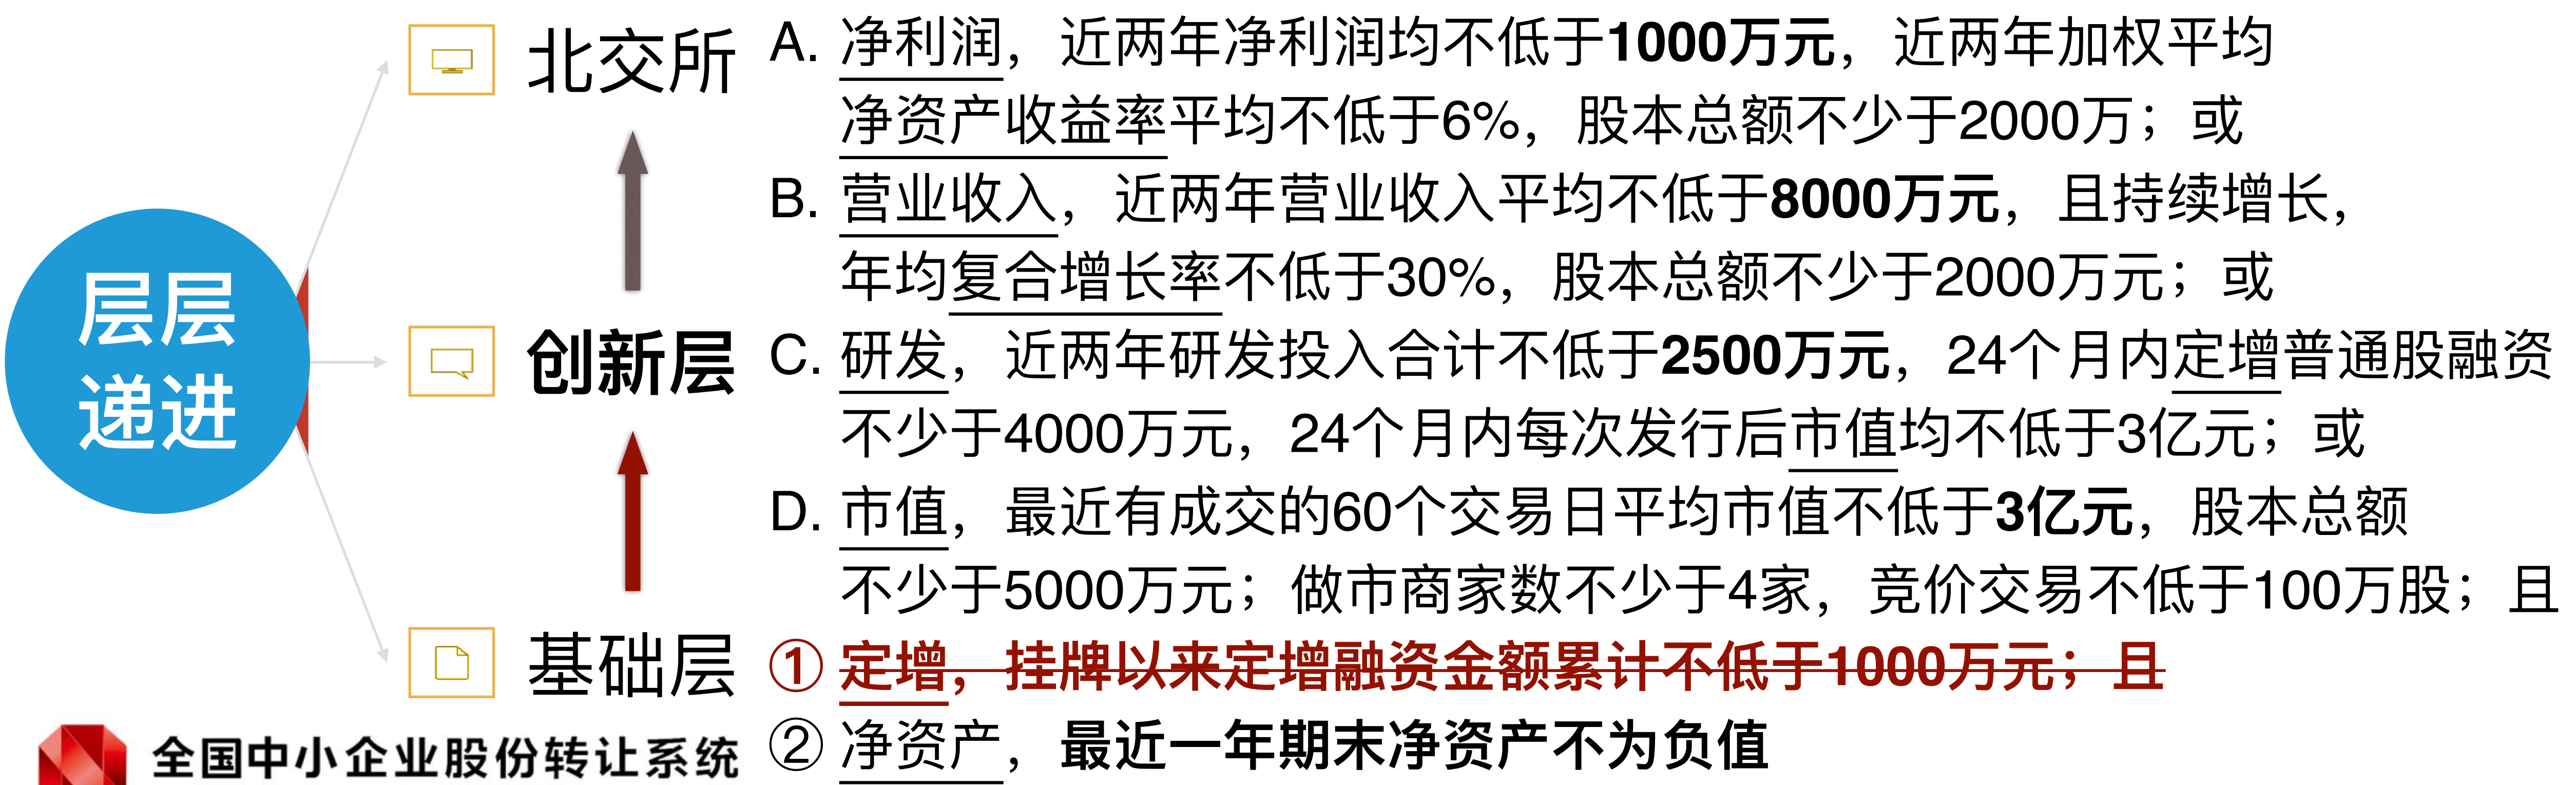 层层
递进
北交所
创新层
基础层
全国中小企业股份转让系统
A. 净利润，近两年净利润均不低于1000万元，近两年加权平均
净资产收益率平均不低于6%，股本总额不少于2000万；或
B. 营业收入，近两年营业收入平均不低于8000万元，且持续增长，
年均复合增长率不低于30%，股本总额不少于2000万元；或
C. 研发，近两年研发投入合计不低于2500万元，24个月内定增普通股融资
不少于4000万元，24个月内每次发行后市值均不低于3亿元；或
D. 市值，最近有成交的60个交易日平均市值不低于3亿元，股本总额
不少于5000万元；做市商家数不少于4家，竞价交易不低于100万股；且
① 定增，挂牌以来定增融资金额累计不低于1000万元；且
② 净资产，最近一年期末净资产不为负值